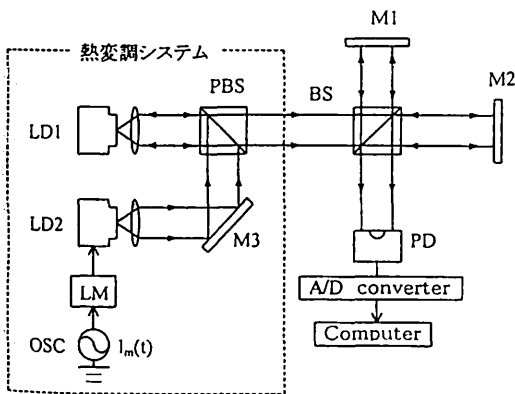 熱変調システム
M1
PBS
BS
M2
LD1
LD2
M3
PD
LM
A/D converter
OSC
Im(t)
Computer